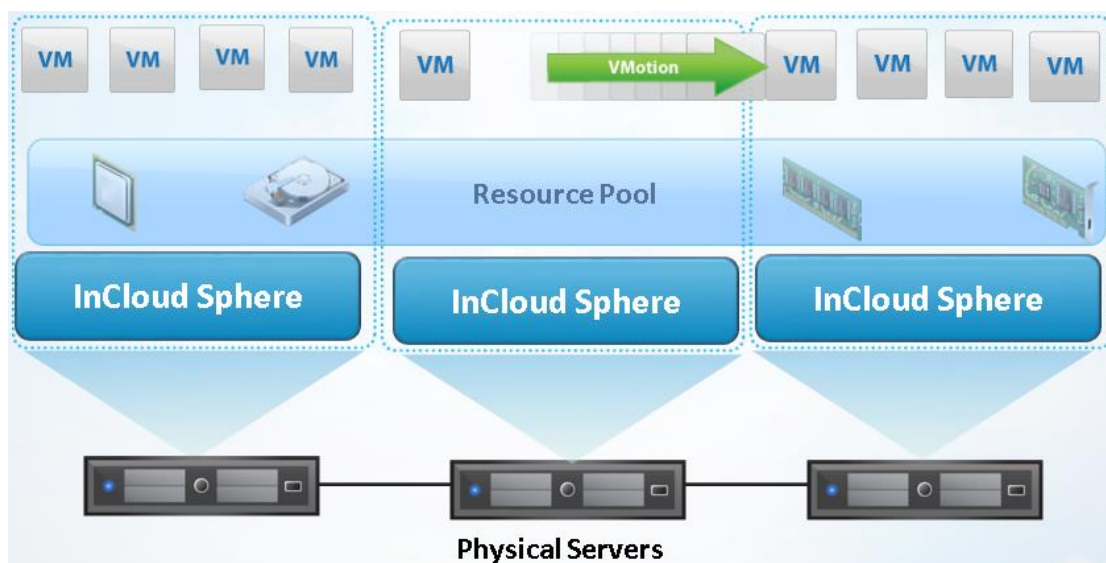 VM VM VM VM VM VMotion VM VM VM VM
Resource Pool
InCloud Sphere InCloud Sphere InCloud Sphere
Physical Servers